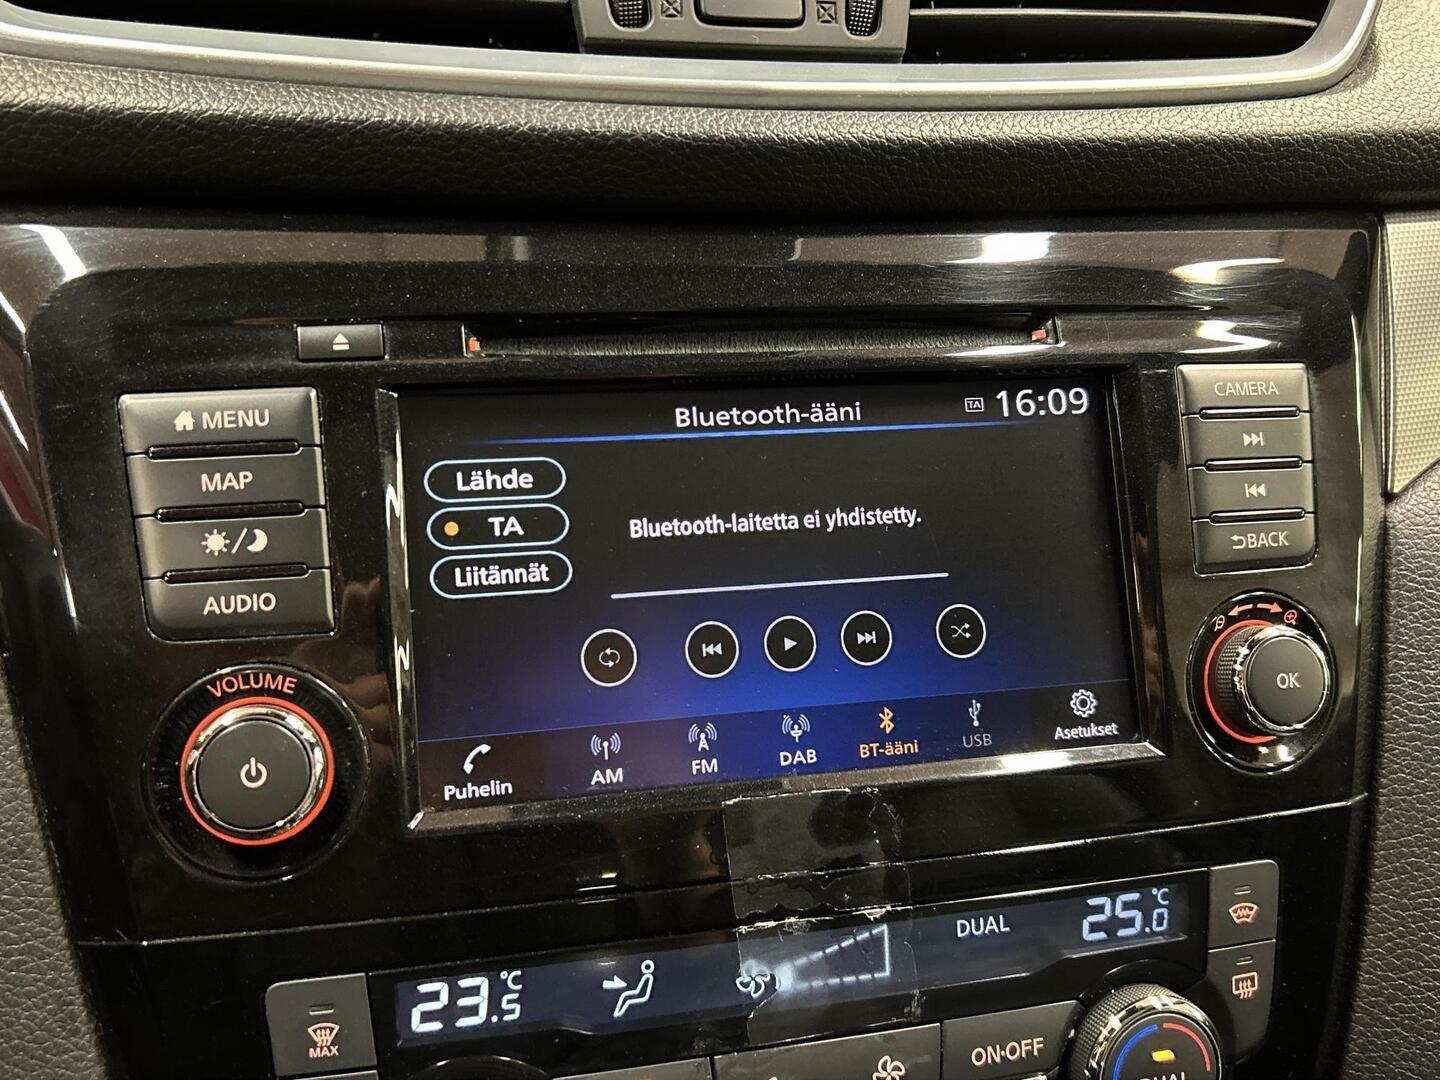 MENU
MAP
AUDIO
VOLUME
Bluetooth-ääni
TA
16:09
Lähde
TA
Liitännät
Bluetooth-laitetta ei yhdistetty.
Puhelin
AM
FM
DAB
BT-ääni
USB
Asetukset
CAMERA
BACK
OK
23.5 °C
DUAL
25.0 °C
MAX
ON·OFF
DUAL